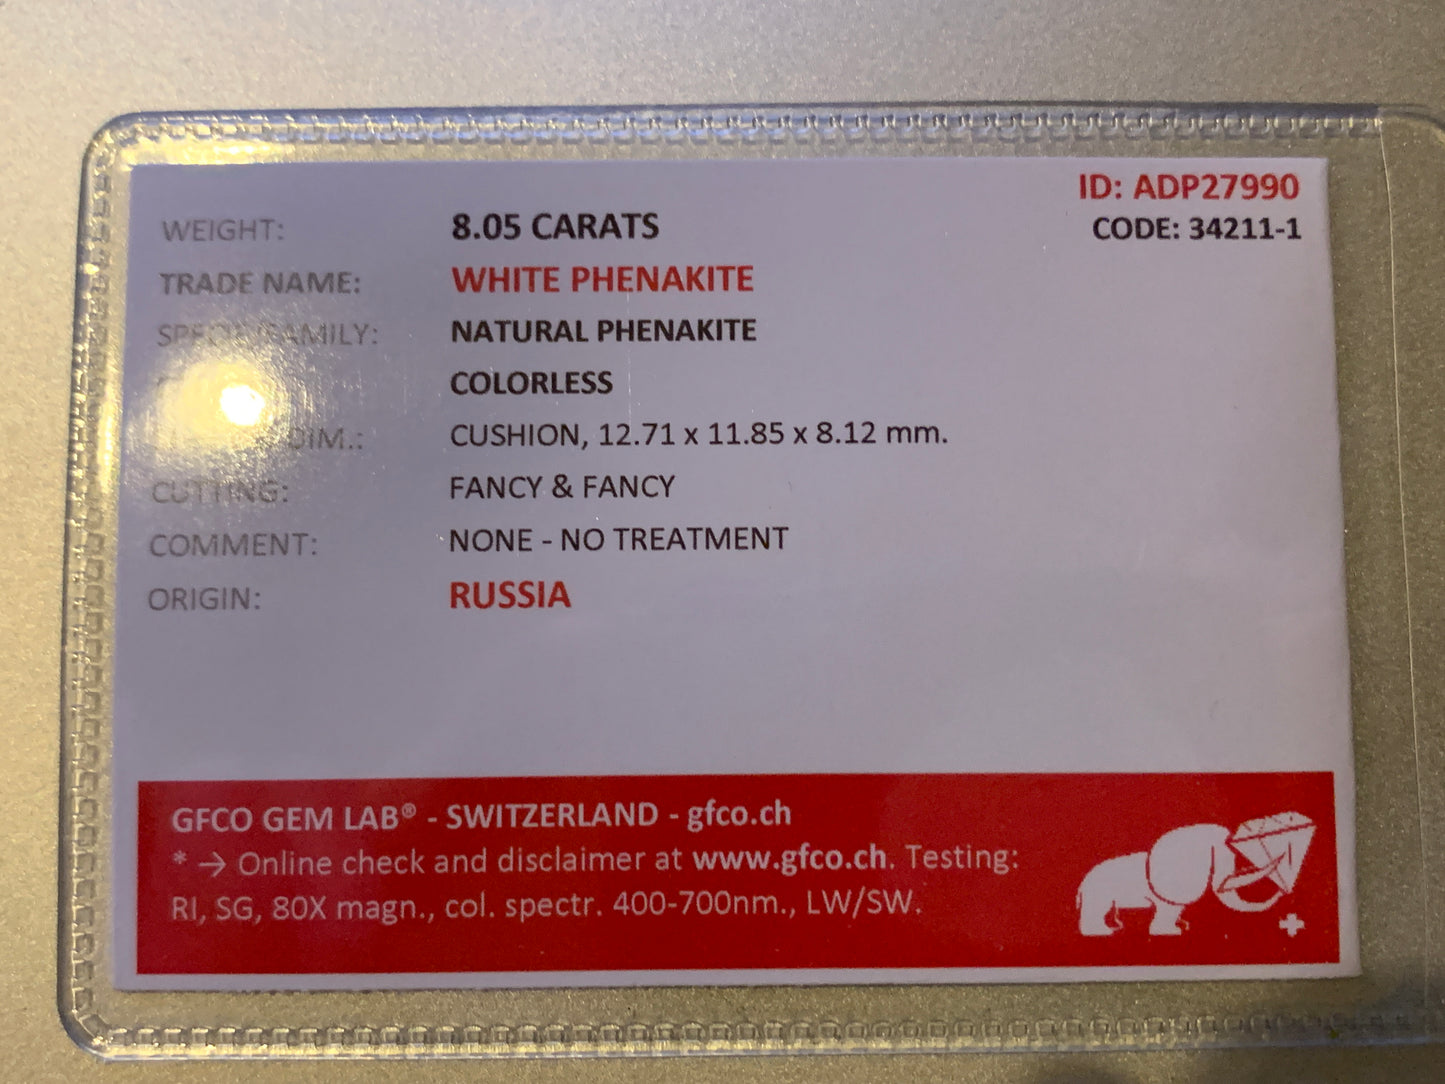 ID: ADP27990
CODE: 34211-1
WEIGHT: 8.05 CARATS
TRADE NAME: WHITE PHENAKITE
FAMILY: NATURAL PHENAKITE
COLORLESS
DIM.: CUSHION, 12.71 x 11.85 x 8.12 mm.
CUTTING: FANCY & FANCY
COMMENT: NONE - NO TREATMENT
ORIGIN: RUSSIA
GFCO GEM LAB® - SWITZERLAND - gfco.ch
* → Online check and disclaimer at www.gfco.ch. Testing:
RI, SG, 80X magn., col. spectr. 400-700nm., LW/SW.